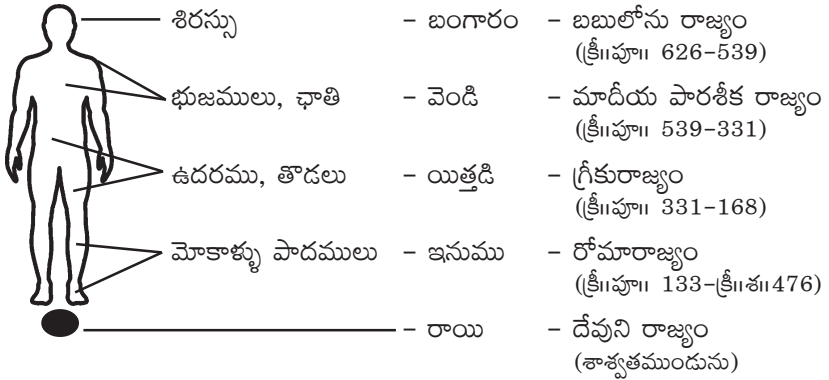 శిరస్సు – బంగారం – బబులోను రాజ్యం
(క్రీ॥పూ॥ 626–539)
భుజములు, ఛాతి – వెండి – మాదీయ పారశీక రాజ్యం
(క్రీ॥పూ॥ 539–331)
ఉదరము, తొడలు – యిత్తడి – గ్రీకురాజ్యం
(క్రీ॥పూ॥ 331–168)
మోకాళ్ళు పాదములు – ఇనుము – రోమారాజ్యం
(క్రీ॥పూ॥ 133–క్రీ॥శ॥476)
– రాయి – దేవుని రాజ్యం
(శాశ్వతముండును)